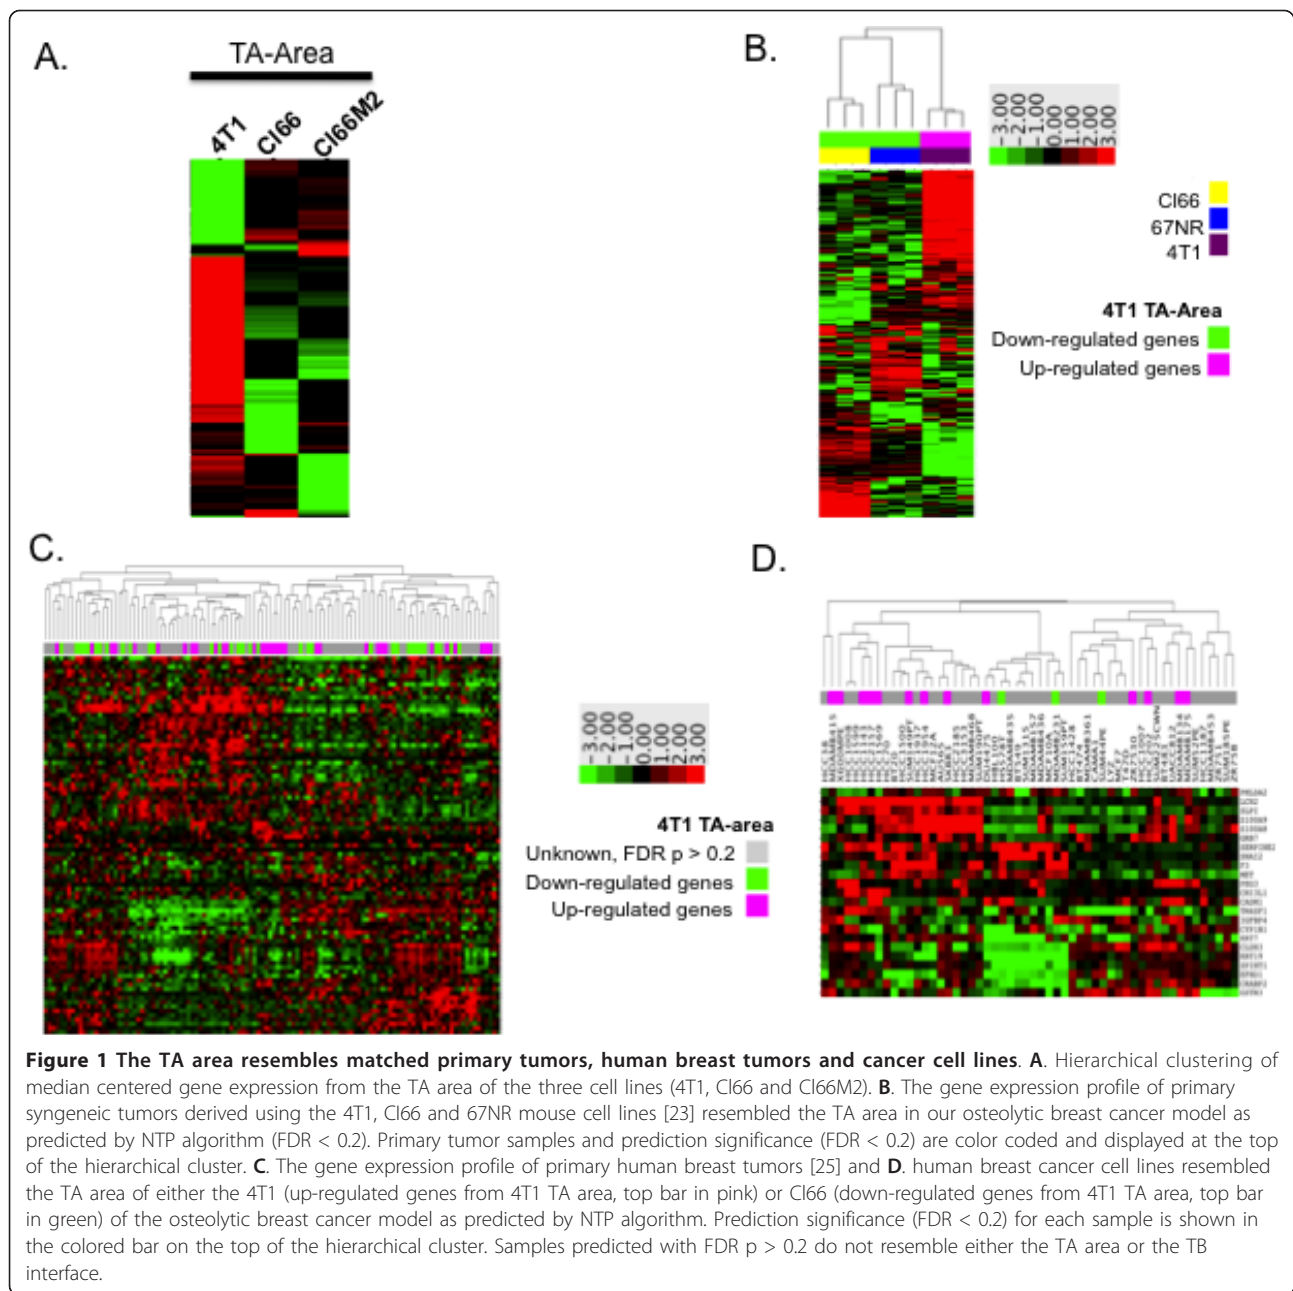 A.
TA-Area
4T1
Cl66
Cl66M2
B.
-3.00
-2.00
-1.00
0.00
1.00
2.00
3.00
Cl66
67NR
4T1
4T1 TA-Area
Down-regulated genes
Up-regulated genes
C.
-3.00
-2.00
-1.00
0.00
1.00
2.00
3.00
4T1 TA-area
Unknown, FDR p > 0.2
Down-regulated genes
Up-regulated genes
D.
Figure 1 The TA area resembles matched primary tumors, human breast tumors and cancer cell lines. A. Hierarchical clustering of
median centered gene expression from the TA area of the three cell lines (4T1, Cl66 and Cl66M2). B. The gene expression profile of primary
syngeneic tumors derived using the 4T1, Cl66 and 67NR mouse cell lines [23] resembled the TA area in our osteolytic breast cancer model as
predicted by NTP algorithm (FDR < 0.2). Primary tumor samples and prediction significance (FDR < 0.2) are color coded and displayed at the top
of the hierarchical cluster. C. The gene expression profile of primary human breast tumors [25] and D. human breast cancer cell lines resembled
the TA area of either the 4T1 (up-regulated genes from 4T1 TA area, top bar in pink) or Cl66 (down-regulated genes from 4T1 TA area, top bar
in green) of the osteolytic breast cancer model as predicted by NTP algorithm. Prediction significance (FDR < 0.2) for each sample is shown in
the colored bar on the top of the hierarchical cluster. Samples predicted with FDR p > 0.2 do not resemble either the TA area or the TB
interface.